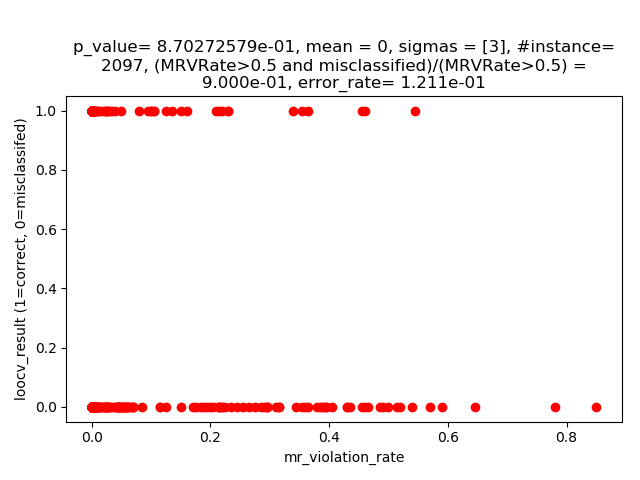 p_value= 8.70272579e-01, mean = 0, sigmas = [3], #instance=
2097, (MRVRate>0.5 and misclassified)/(MRVRate>0.5) =
9.000e-01, error_rate= 1.211e-01
1.0
0.8
0.6
0.4
0.2
0.0
loocv_result (1=correct, 0=misclassifed)
0.0 0.2 0.4 0.6 0.8
mr_violation_rate